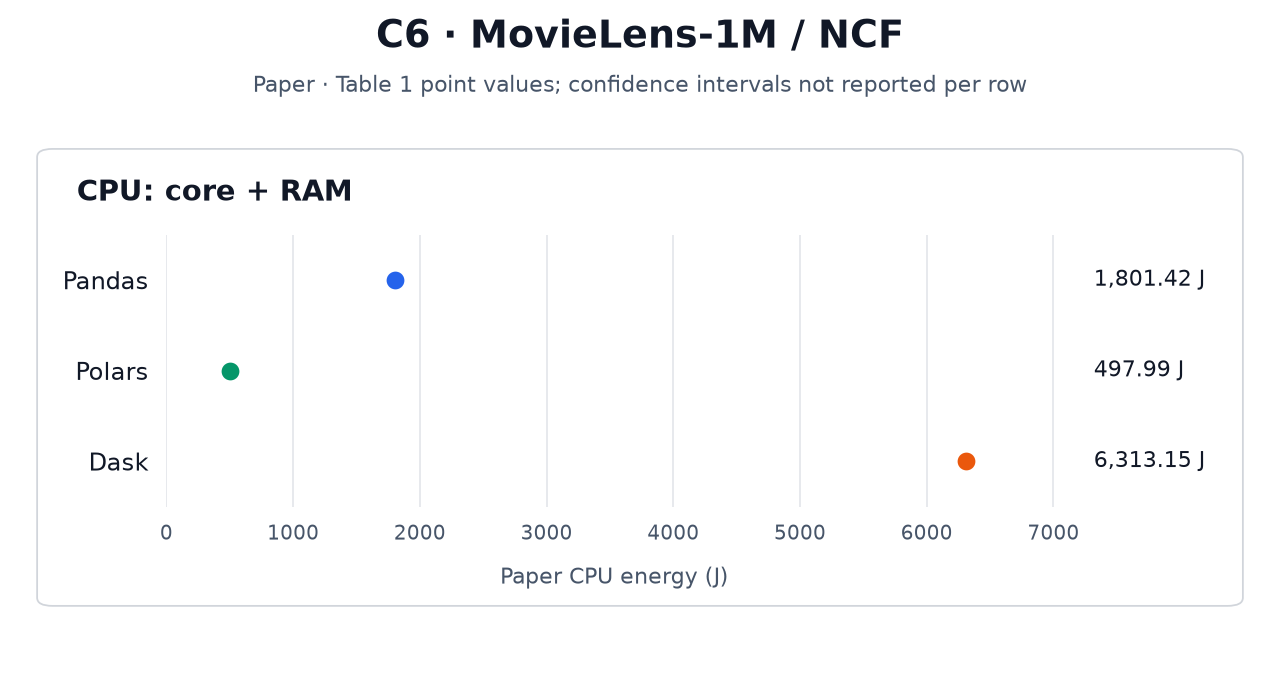 C6 · MovieLens-1M / NCF
Paper · Table 1 point values; confidence intervals not reported per row
CPU: core + RAM
Pandas 1,801.42 J
Polars 497.99 J
Dask 6,313.15 J
0 1000 2000 3000 4000 5000 6000 7000
Paper CPU energy (J)